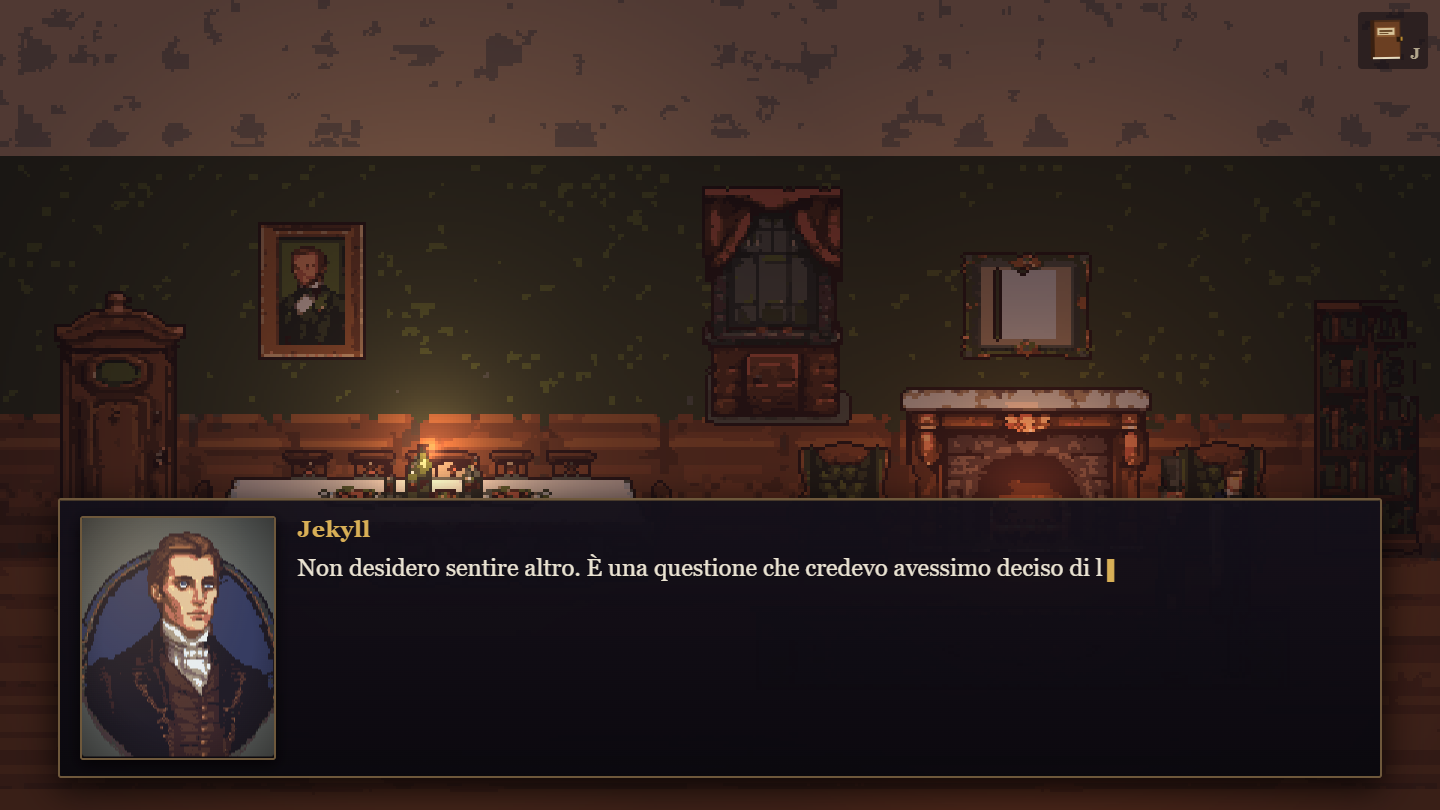 J
Jekyll
Non desidero sentire altro. È una questione che credevo avessimo deciso di l